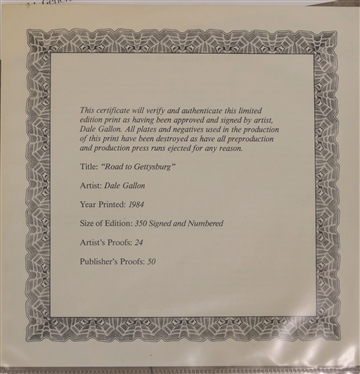 This certificate will verify and authenticate this limited
edition print as having been approved and signed by artist,
Dale Gallon. All plates and negatives used in the production
of this print have been destroyed as have all preproduction
and production press runs ejected for any reason.
Title: "Road to Gettysburg"
Artist: Dale Gallon
Year Printed: 1984
Size of Edition: 350 Signed and Numbered
Artist's Proofs: 24
Publisher's Proofs: 50